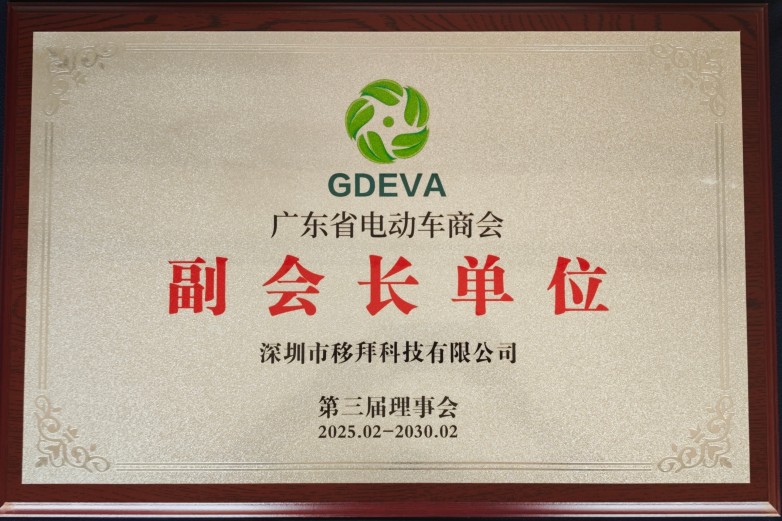 GDEVA
广东省电动车商会
副会长单位
深圳市移拜科技有限公司
第三届理事会
2025.02-2030.02